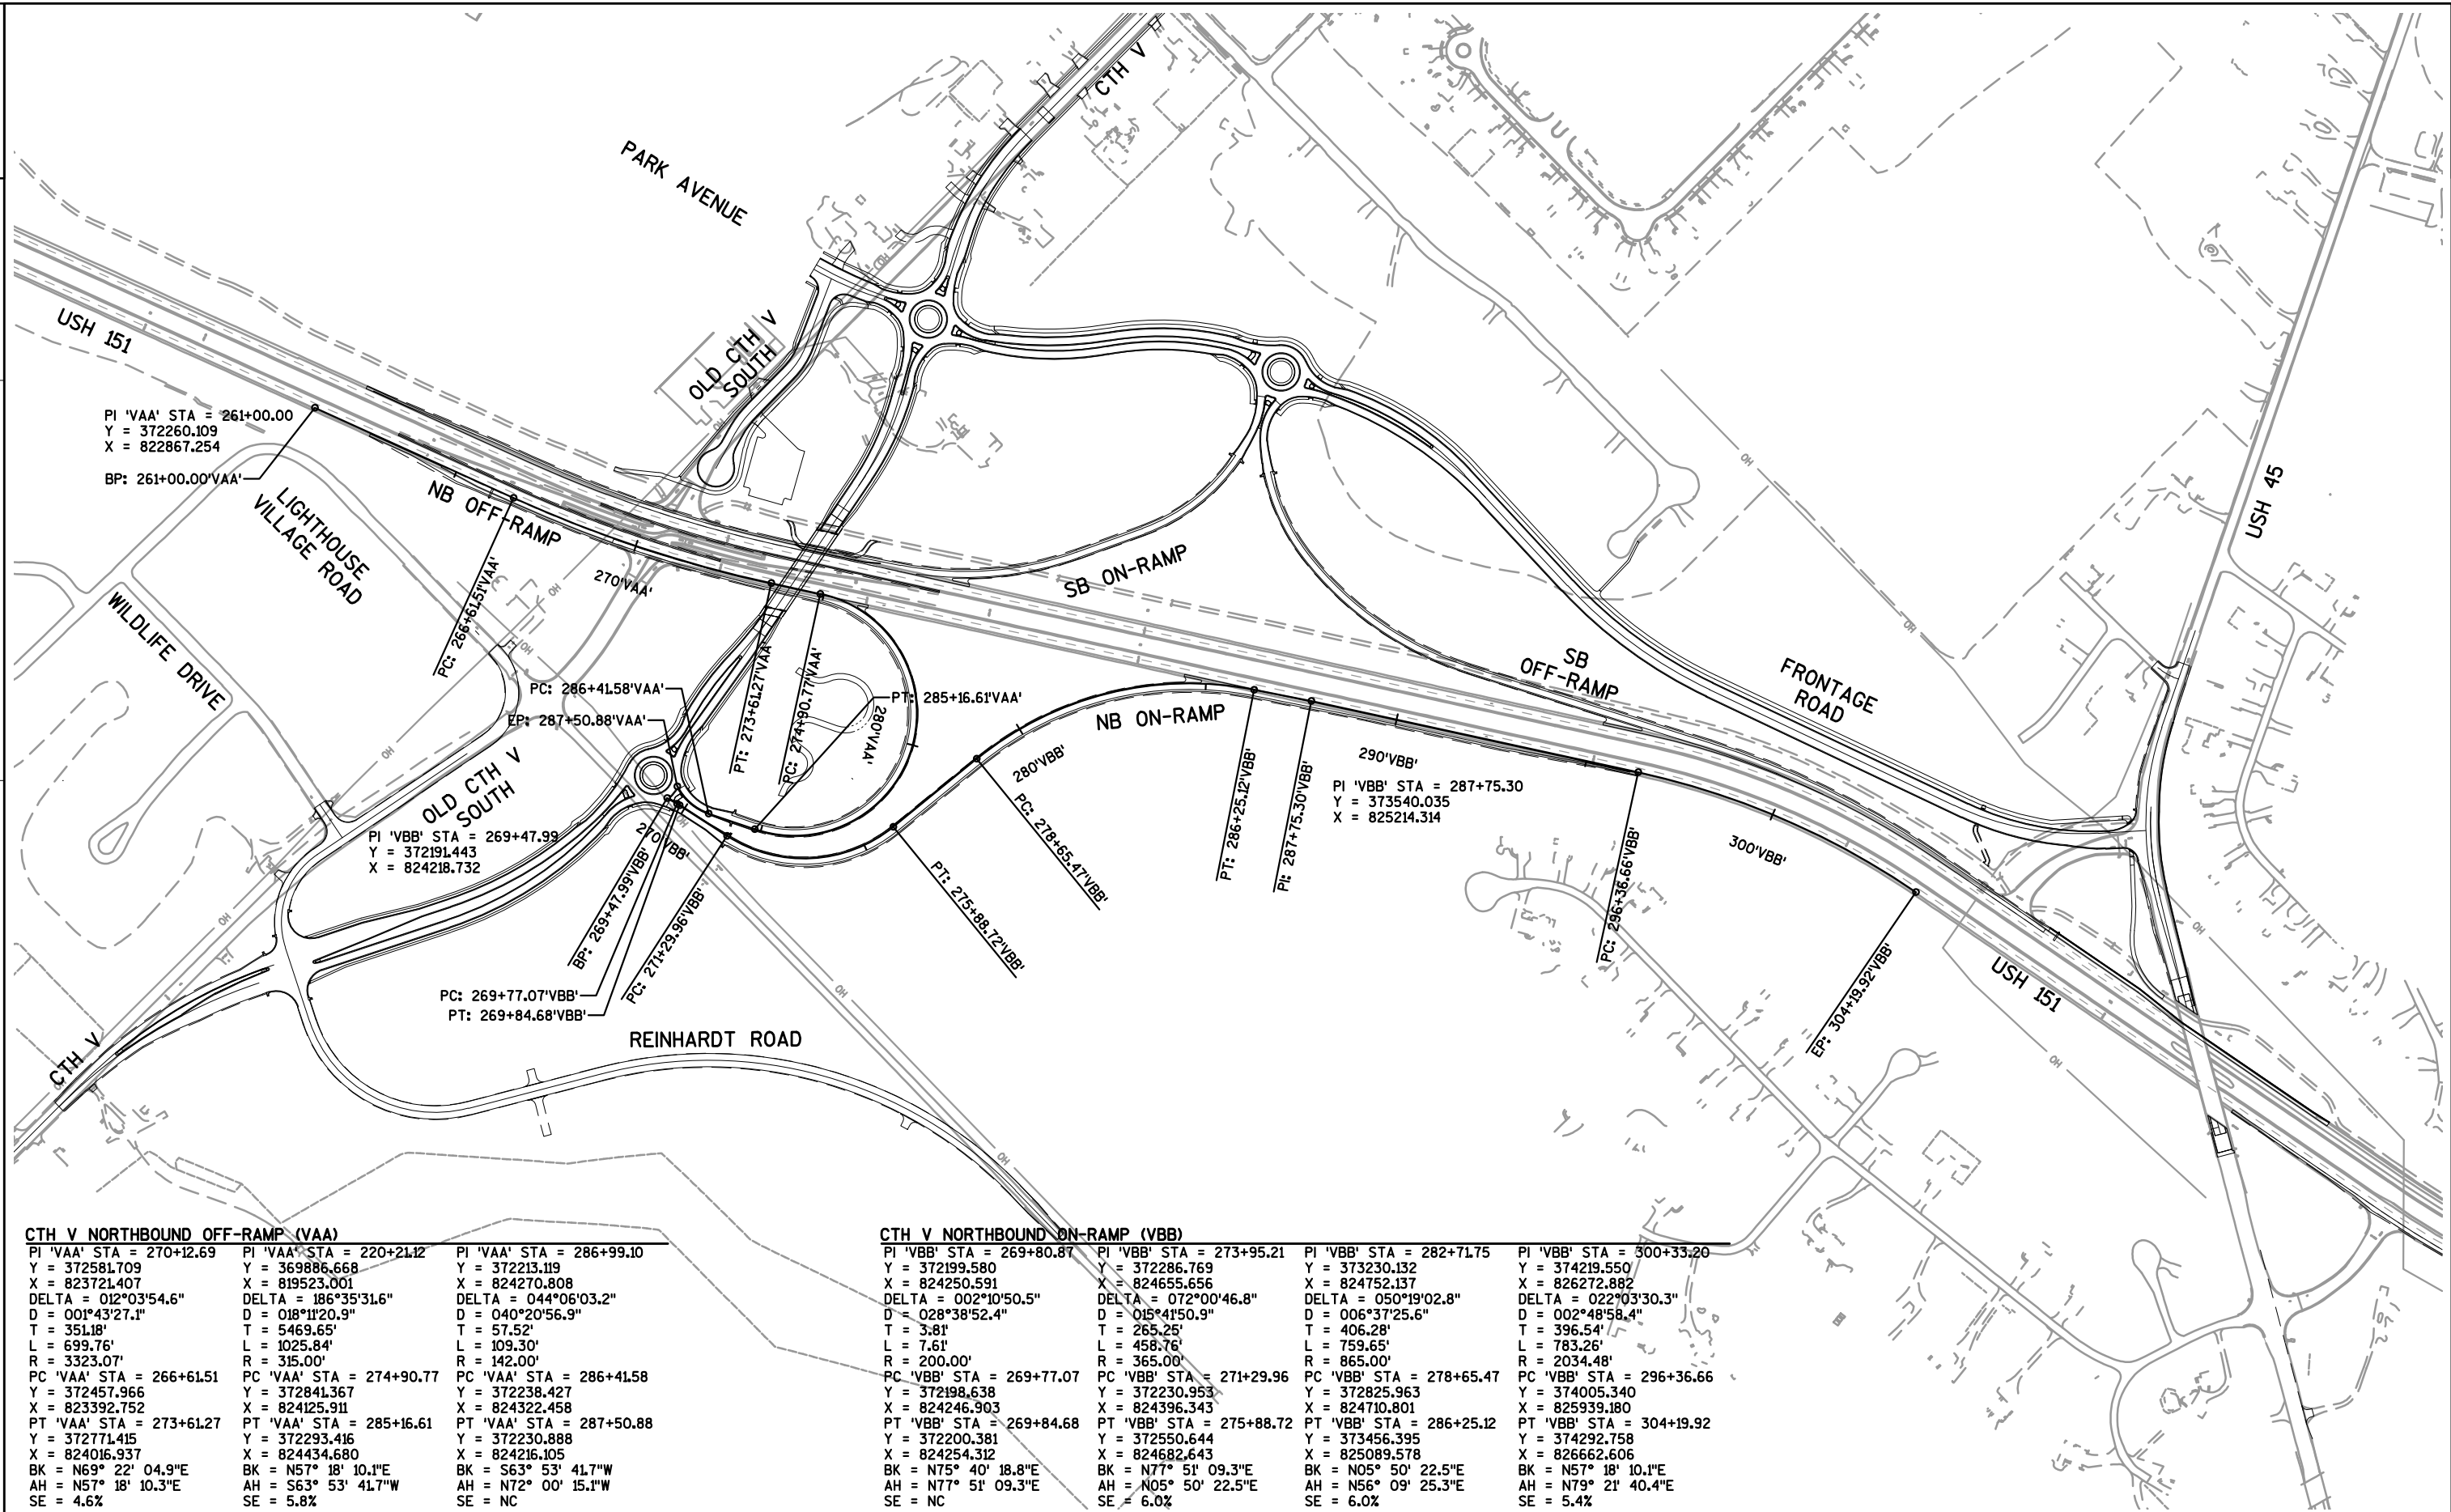 CTH V
PARK AVENUE
USH 151
OLD CTH V
SOUTH
PI 'VAA' STA = 261+00.00
Y = 372260.109
X = 822867.254
BP: 261+00.00'VAA'
LIGHTHOUSE
VILLAGE ROAD
NB OFF-RAMP
WILDLIFE DRIVE
270'VAA'
PC: 266+61.51'VAA'
SB ON-RAMP
USH 45
PC: 286+41.58'VAA'
EP: 287+50.88'VAA'
PT: 273+61.27'VAA'
PC: 274+90.77'VAA'
280'VAA'
PT: 285+16.61'VAA'
SB
OFF-RAMP
FRONTAGE
ROAD
NB ON-RAMP
280'VBB'
290'VBB'
PI 'VBB' STA = 287+75.30
Y = 373540.035
X = 825214.314
OLD CTH V
SOUTH
PI 'VBB' STA = 269+47.99
Y = 372191.443
X = 824218.732
270'VBB'
BP: 269+47.99'VBB'
PC: 271+29.96'VBB'
PC: 269+77.07'VBB'
PT: 269+84.68'VBB'
PT: 275+88.72'VBB'
PC: 278+65.47'VBB'
PT: 286+25.12'VBB'
PI: 287+75.30'VBB'
PC: 296+36.66'VBB'
300'VBB'
EP: 304+19.92'VBB'
USH 151
CTH V
REINHARDT ROAD
OH
OH
OH
OH
OH
OH
OH
OH
OH
OH
OH
OH
OH
CTH V NORTHBOUND OFF-RAMP (VAA)
PI 'VAA' STA = 270+12.69
Y = 372581.709
X = 823721.407
DELTA = 012°03'54.6"
D = 001°43'27.1"
T = 351.18'
L = 699.76'
R = 3323.07'
PC 'VAA' STA = 266+61.51
Y = 372457.966
X = 823392.752
PT 'VAA' STA = 273+61.27
Y = 372771.415
X = 824016.937
BK = N69° 22' 04.9"E
AH = N57° 18' 10.3"E
SE = 4.6%
PI 'VAA' STA = 220+21.12
Y = 369886.668
X = 819523.001
DELTA = 186°35'31.6"
D = 018°11'20.9"
T = 5469.65'
L = 1025.84'
R = 315.00'
PC 'VAA' STA = 274+90.77
Y = 372841.367
X = 824125.911
PT 'VAA' STA = 285+16.61
Y = 372293.416
X = 824434.680
BK = N57° 18' 10.1"E
AH = S63° 53' 41.7"W
SE = 5.8%
PI 'VAA' STA = 286+99.10
Y = 372213.119
X = 824270.808
DELTA = 044°06'03.2"
D = 040°20'56.9"
T = 57.52'
L = 109.30'
R = 142.00'
PC 'VAA' STA = 286+41.58
Y = 372238.427
X = 824322.458
PT 'VAA' STA = 287+50.88
Y = 372230.888
X = 824216.105
BK = S63° 53' 41.7"W
AH = N72° 00' 15.1"W
SE = NC
CTH V NORTHBOUND ON-RAMP (VBB)
PI 'VBB' STA = 269+80.87
Y = 372199.580
X = 824250.591
DELTA = 002°10'50.5"
D = 028°38'52.4"
T = 3.81'
L = 7.61'
R = 200.00'
PC 'VBB' STA = 269+77.07
Y = 372198.638
X = 824246.903
PT 'VBB' STA = 269+84.68
Y = 372200.381
X = 824254.312
BK = N75° 40' 18.8"E
AH = N77° 51' 09.3"E
SE = NC
PI 'VBB' STA = 273+95.21
Y = 372286.769
X = 824655.656
DELTA = 072°00'46.8"
D = 015°41'50.9"
T = 265.25'
L = 458.76'
R = 365.00'
PC 'VBB' STA = 271+29.96
Y = 372230.953
X = 824396.343
PT 'VBB' STA = 275+88.72
Y = 372550.644
X = 824682.643
BK = N77° 51' 09.3"E
AH = N05° 50' 22.5"E
SE = 6.0%
PI 'VBB' STA = 282+71.75
Y = 373230.132
X = 824752.137
DELTA = 050°19'02.8"
D = 006°37'25.6"
T = 406.28'
L = 759.65'
R = 865.00'
PC 'VBB' STA = 278+65.47
Y = 372825.963
X = 824710.801
PT 'VBB' STA = 286+25.12
Y = 373456.395
X = 825089.578
BK = N05° 50' 22.5"E
AH = N56° 09' 25.3"E
SE = 6.0%
PI 'VBB' STA = 300+33.20
Y = 374219.550
X = 826272.882
DELTA = 022°03'30.3"
D = 002°48'58.4"
T = 396.54'
L = 783.26'
R = 2034.48'
PC 'VBB' STA = 296+36.66
Y = 374005.340
X = 825939.180
PT 'VBB' STA = 304+19.92
Y = 374292.758
X = 826662.606
BK = N57° 18' 10.1"E
AH = N79° 21' 40.4"E
SE = 5.4%